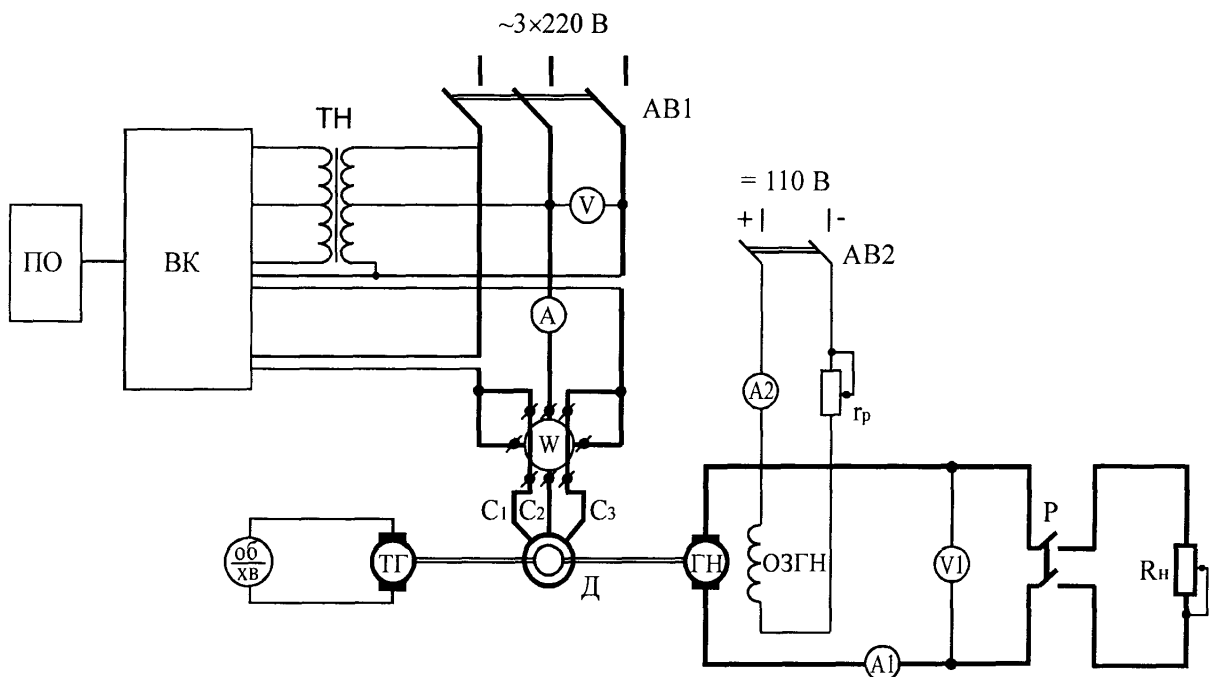 ~3×220 В
АВ1
ТН
V
= 110 В
+
-
АВ2
ПО
ВК
А
А2
rр
W
С1
С2
С3
Р
об/хв
ТГ
Д
ГН
ОЗГН
V1
Rн
А1